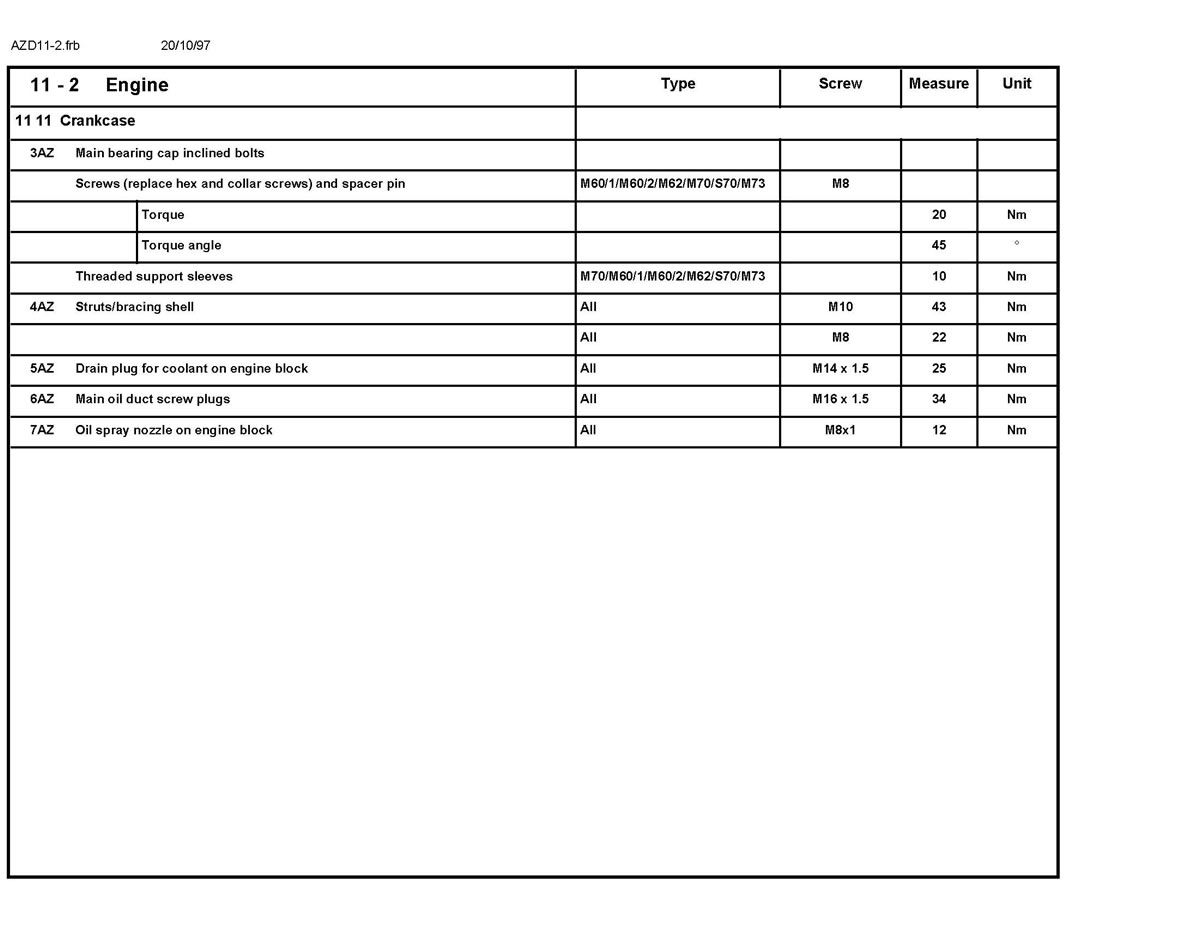 AZD11-2.frb 20/10/97
11 - 2 Engine Type Screw Measure Unit
11 11 Crankcase
3AZ Main bearing cap inclined bolts
Screws (replace hex and collar screws) and spacer pin M60/1/M60/2/M62/M70/S70/M73 M8
Torque 20 Nm
Torque angle 45 °
Threaded support sleeves M70/M60/1/M60/2/M62/S70/M73 10 Nm
4AZ Struts/bracing shell All M10 43 Nm
All M8 22 Nm
5AZ Drain plug for coolant on engine block All M14 x 1.5 25 Nm
6AZ Main oil duct screw plugs All M16 x 1.5 34 Nm
7AZ Oil spray nozzle on engine block All M8x1 12 Nm